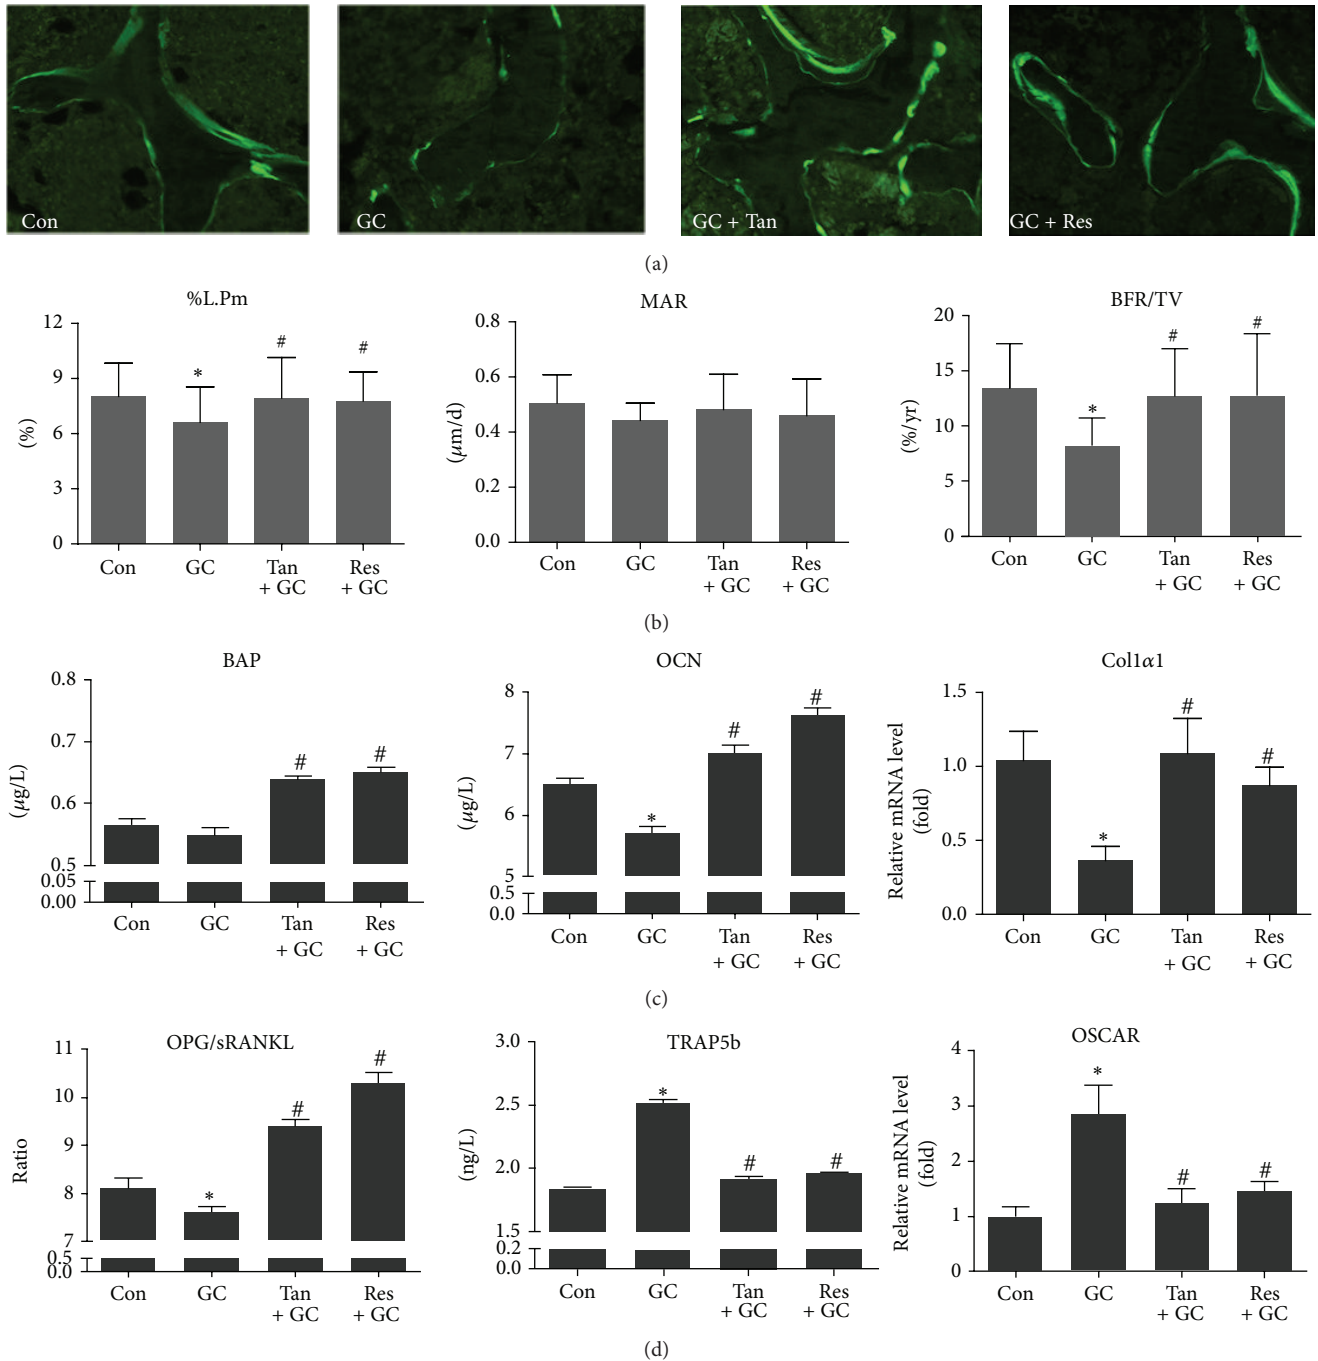 Con
GC
GC + Tan
GC + Res
(a)
%L.Pm
(%)
12
9
6
3
0
*
#
#
Con
GC
Tan
+ GC
Res
+ GC
MAR
(μm/d)
0.8
0.6
0.4
0.2
0.0
Con
GC
Tan
+ GC
Res
+ GC
BFR/TV
(%/yr)
20
15
10
5
0
*
#
#
Con
GC
Tan
+ GC
Res
+ GC
(b)
BAP
(μg/L)
0.8
0.7
0.6
0.5
0.05
0.00
#
#
Con
GC
Tan
+ GC
Res
+ GC
OCN
(μg/L)
8
7
6
5
0.5
0.0
*
#
#
Con
GC
Tan
+ GC
Res
+ GC
Col1α1
Relative mRNA level
(fold)
1.5
1.0
0.5
0.0
*
#
#
Con
GC
Tan
+ GC
Res
+ GC
(c)
OPG/sRANKL
Ratio
11
10
9
8
7
0.5
0.0
*
#
#
Con
GC
Tan
+ GC
Res
+ GC
TRAP5b
(ng/L)
3.0
2.5
2.0
1.5
0.2
0.0
*
#
#
Con
GC
Tan
+ GC
Res
+ GC
OSCAR
Relative mRNA level
(fold)
4
3
2
1
0
*
#
#
Con
GC
Tan
+ GC
Res
+ GC
(d)